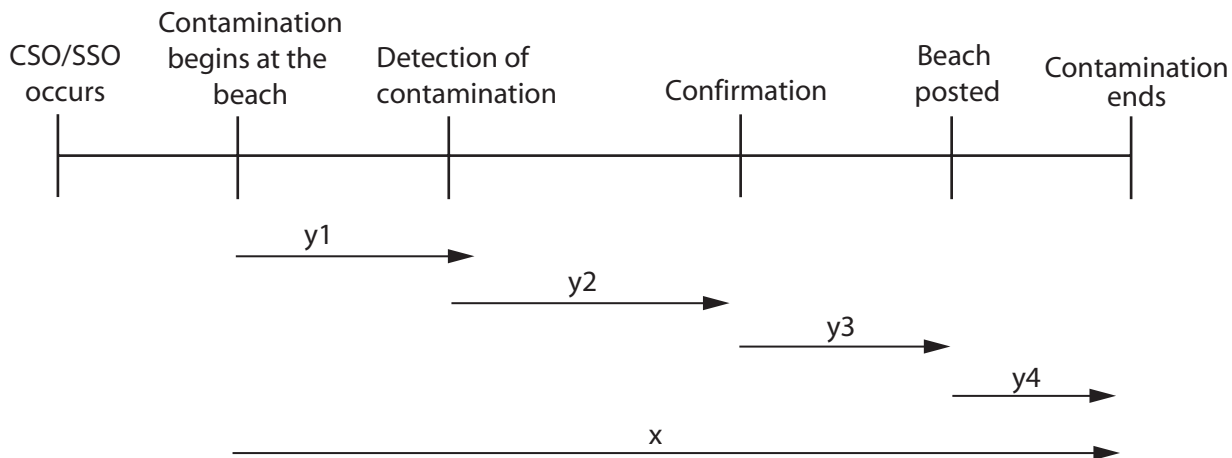 CSO/SSO
occurs
Contamination
begins at the
beach
Detection of
contamination
Confirmation
Beach
posted
Contamination
ends
y1
y2
y3
y4
x